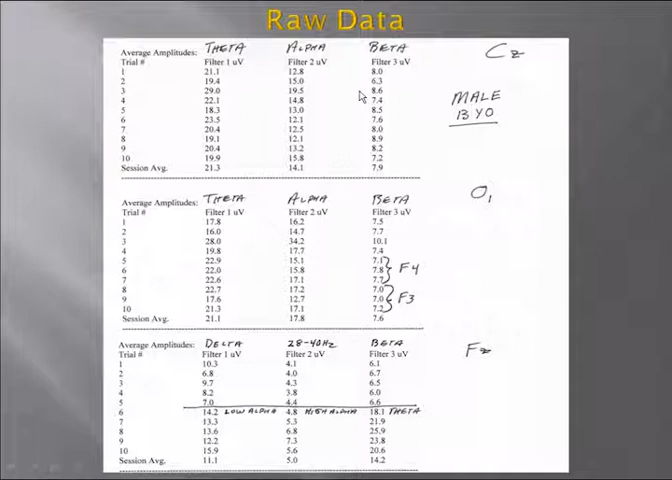 Raw Data
THETA ALPHA BETA
Average Amplitudes:
Trial # Filter 1 uV Filter 2 uV Filter 3 uV
Cz
1 21.1 12.8 8.0
2 19.4 15.0 6.3
3 29.0 19.5 8.6
4 22.1 14.8 7.4
MALE
13 YO
5 18.3 13.0 8.5
6 23.5 12.1 7.6
7 20.4 12.5 8.0
8 19.1 12.1 8.9
9 20.4 13.2 8.2
10 19.9 15.8 7.2
Session Avg. 21.3 14.1 7.9
THETA ALPHA BETA
Average Amplitudes:
Trial # Filter 1 uV Filter 2 uV Filter 3 uV
O1
1 17.8 16.2 7.5
2 16.0 14.7 7.7
3 28.0 34.2 10.1
4 19.8 17.7 7.4
5 22.9 15.1 7.1
6 22.0 15.8 7.8 F4
7 22.6 17.1 7.7
8 22.7 17.2 7.0
9 17.6 12.7 7.0 F3
10 21.3 17.1 7.2
Session Avg. 21.1 17.8 7.6
DELTA 28-40Hz BETA
Average Amplitudes:
Trial # Filter 1 uV Filter 2 uV Filter 3 uV
Fz
1 10.3 4.1 6.1
2 6.8 4.0 6.7
3 9.7 4.3 6.5
4 8.2 3.8 6.0
5 7.0 4.4 6.6
6 14.2 LOW ALPHA 4.8 HIGH ALPHA 18.1 THETA
7 13.3 5.3 21.9
8 13.6 6.8 25.9
9 12.2 7.3 23.8
10 15.9 5.6 20.6
Session Avg. 11.1 5.0 14.2